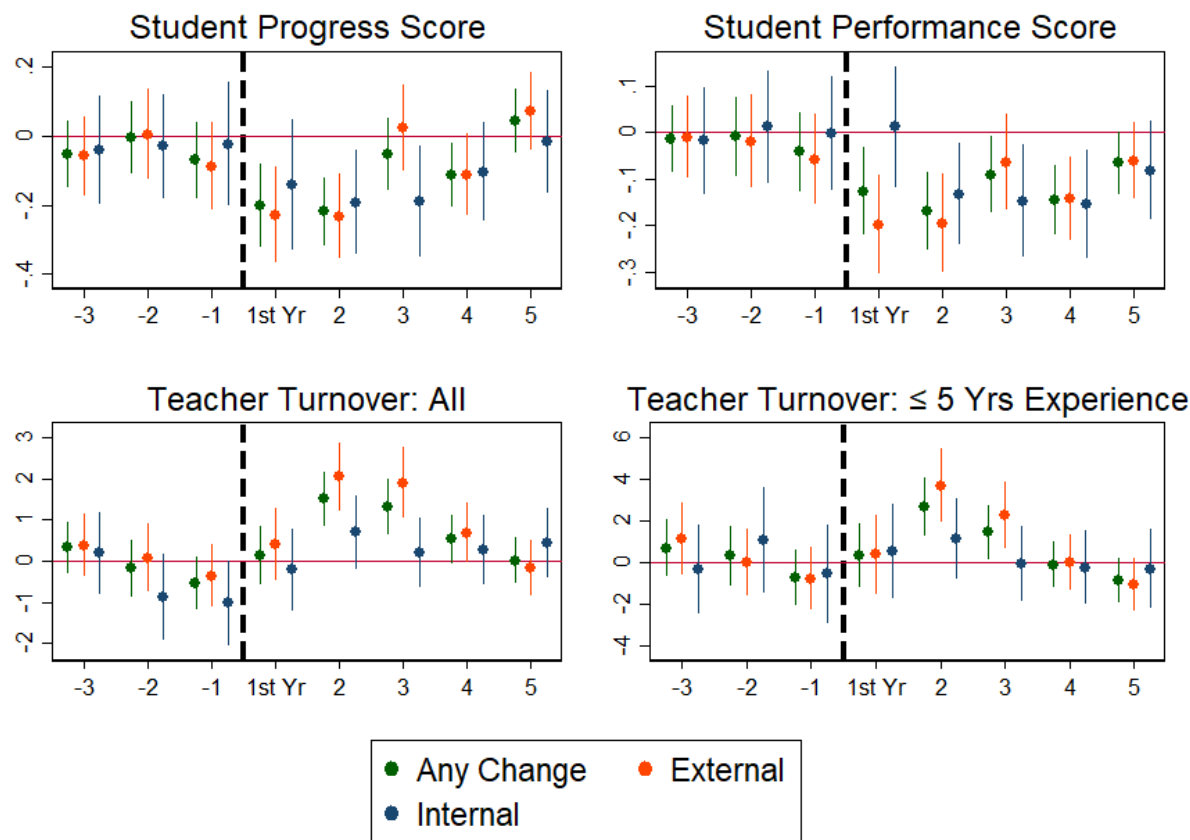 Student Progress Score
.2
0
-.2
-.4
-3 -2 -1 1st Yr 2 3 4 5
Student Performance Score
.1
0
-.1
-.2
-.3
-3 -2 -1 1st Yr 2 3 4 5
Teacher Turnover: All
3
2
1
0
-1
-2
-3 -2 -1 1st Yr 2 3 4 5
Teacher Turnover: ≤ 5 Yrs Experience
6
4
2
0
-2
-4
-3 -2 -1 1st Yr 2 3 4 5
Any Change External
Internal